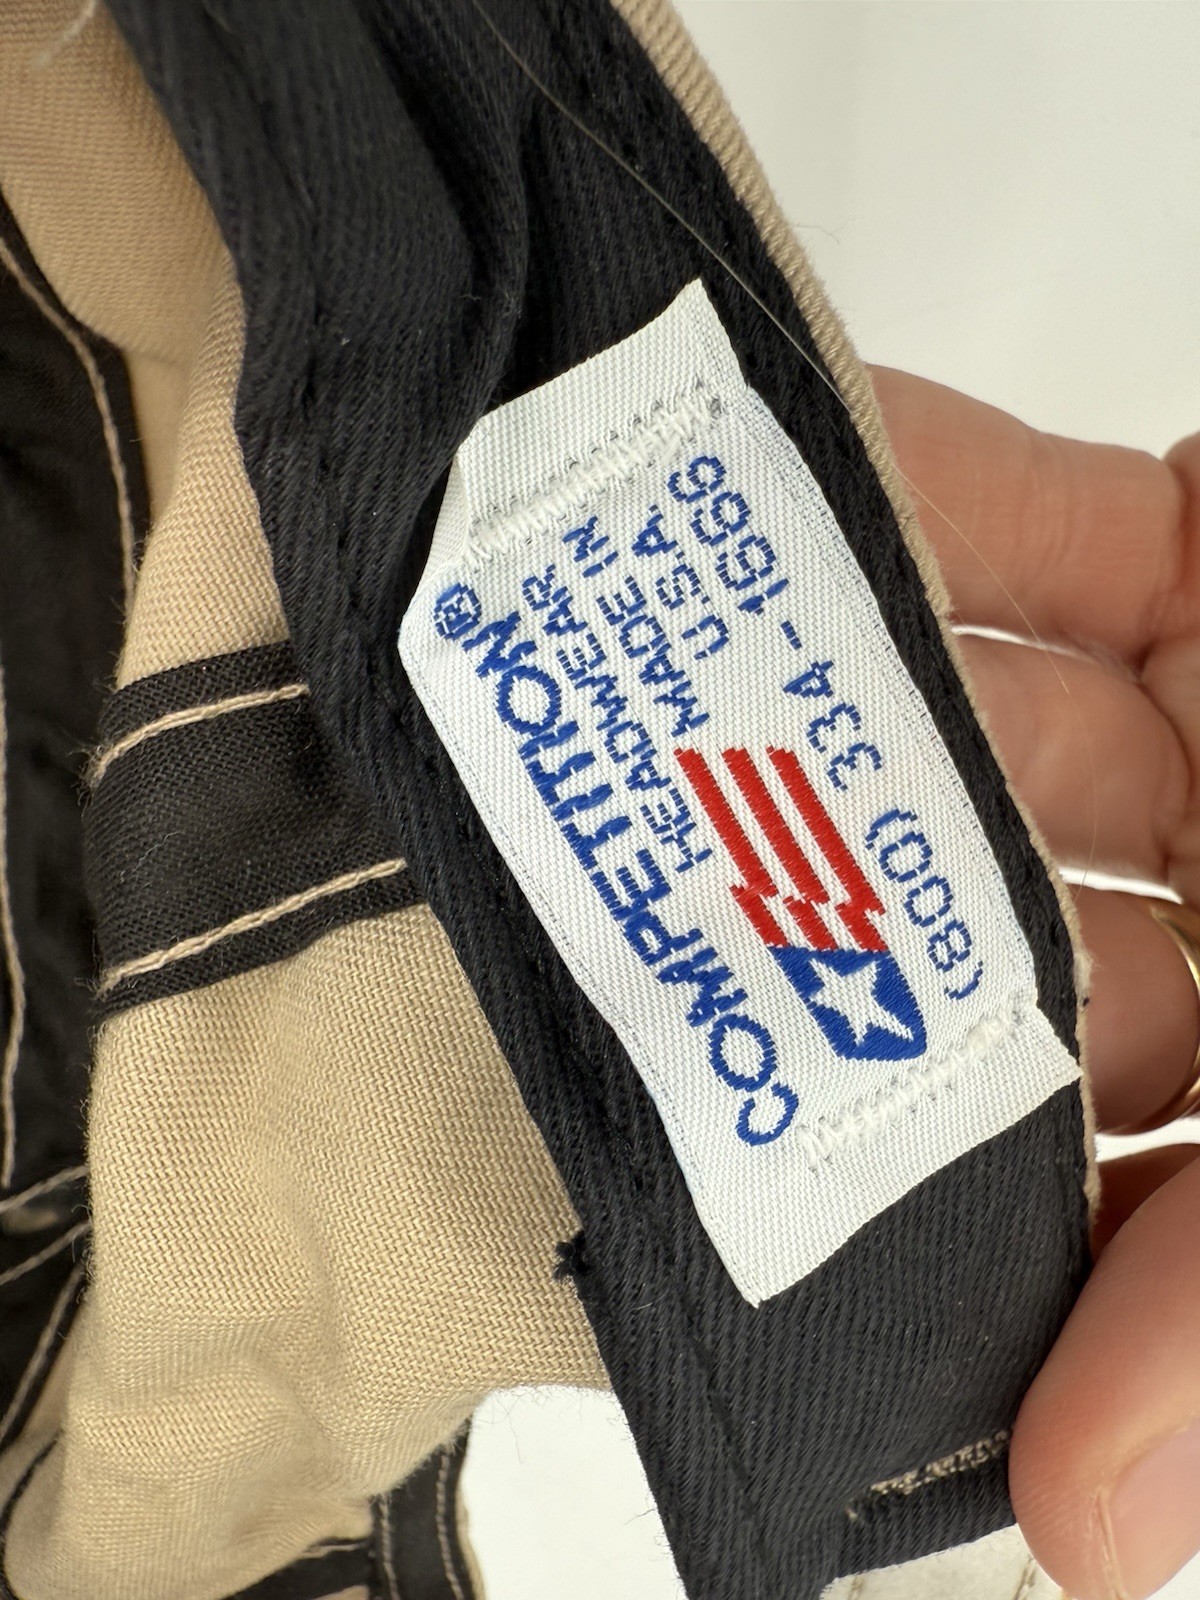 COMPETITION®
HEADWEAR
MADE IN
U.S.A.
(800) 334-1666